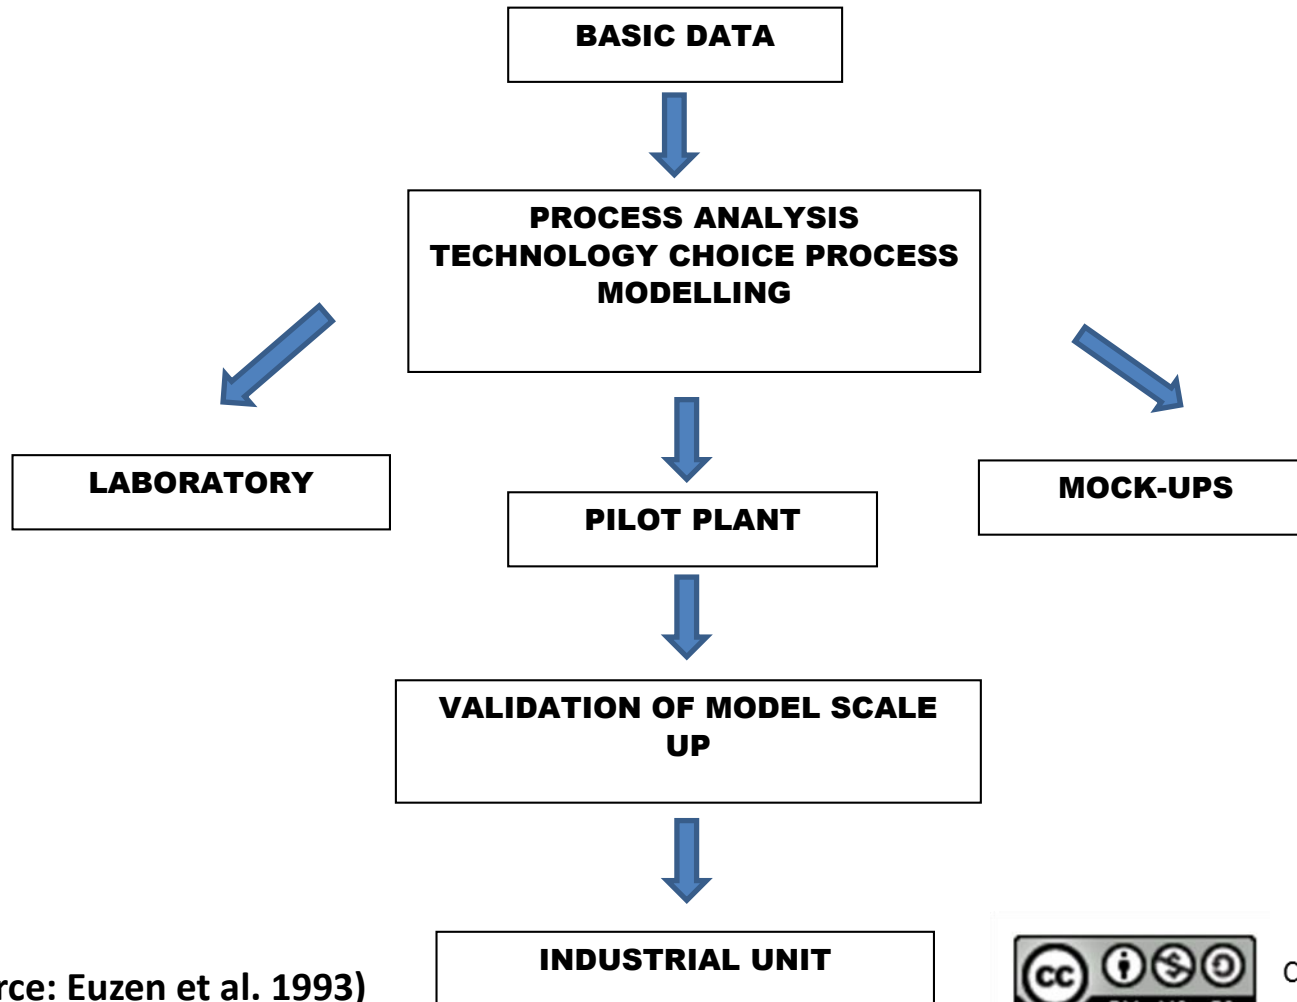 BASIC DATA
PROCESS ANALYSIS
TECHNOLOGY CHOICE PROCESS
MODELLING
LABORATORY
MOCK-UPS
PILOT PLANT
VALIDATION OF MODEL SCALE
UP
INDUSTRIAL UNIT
rce: Euzen et al. 1993)
cc